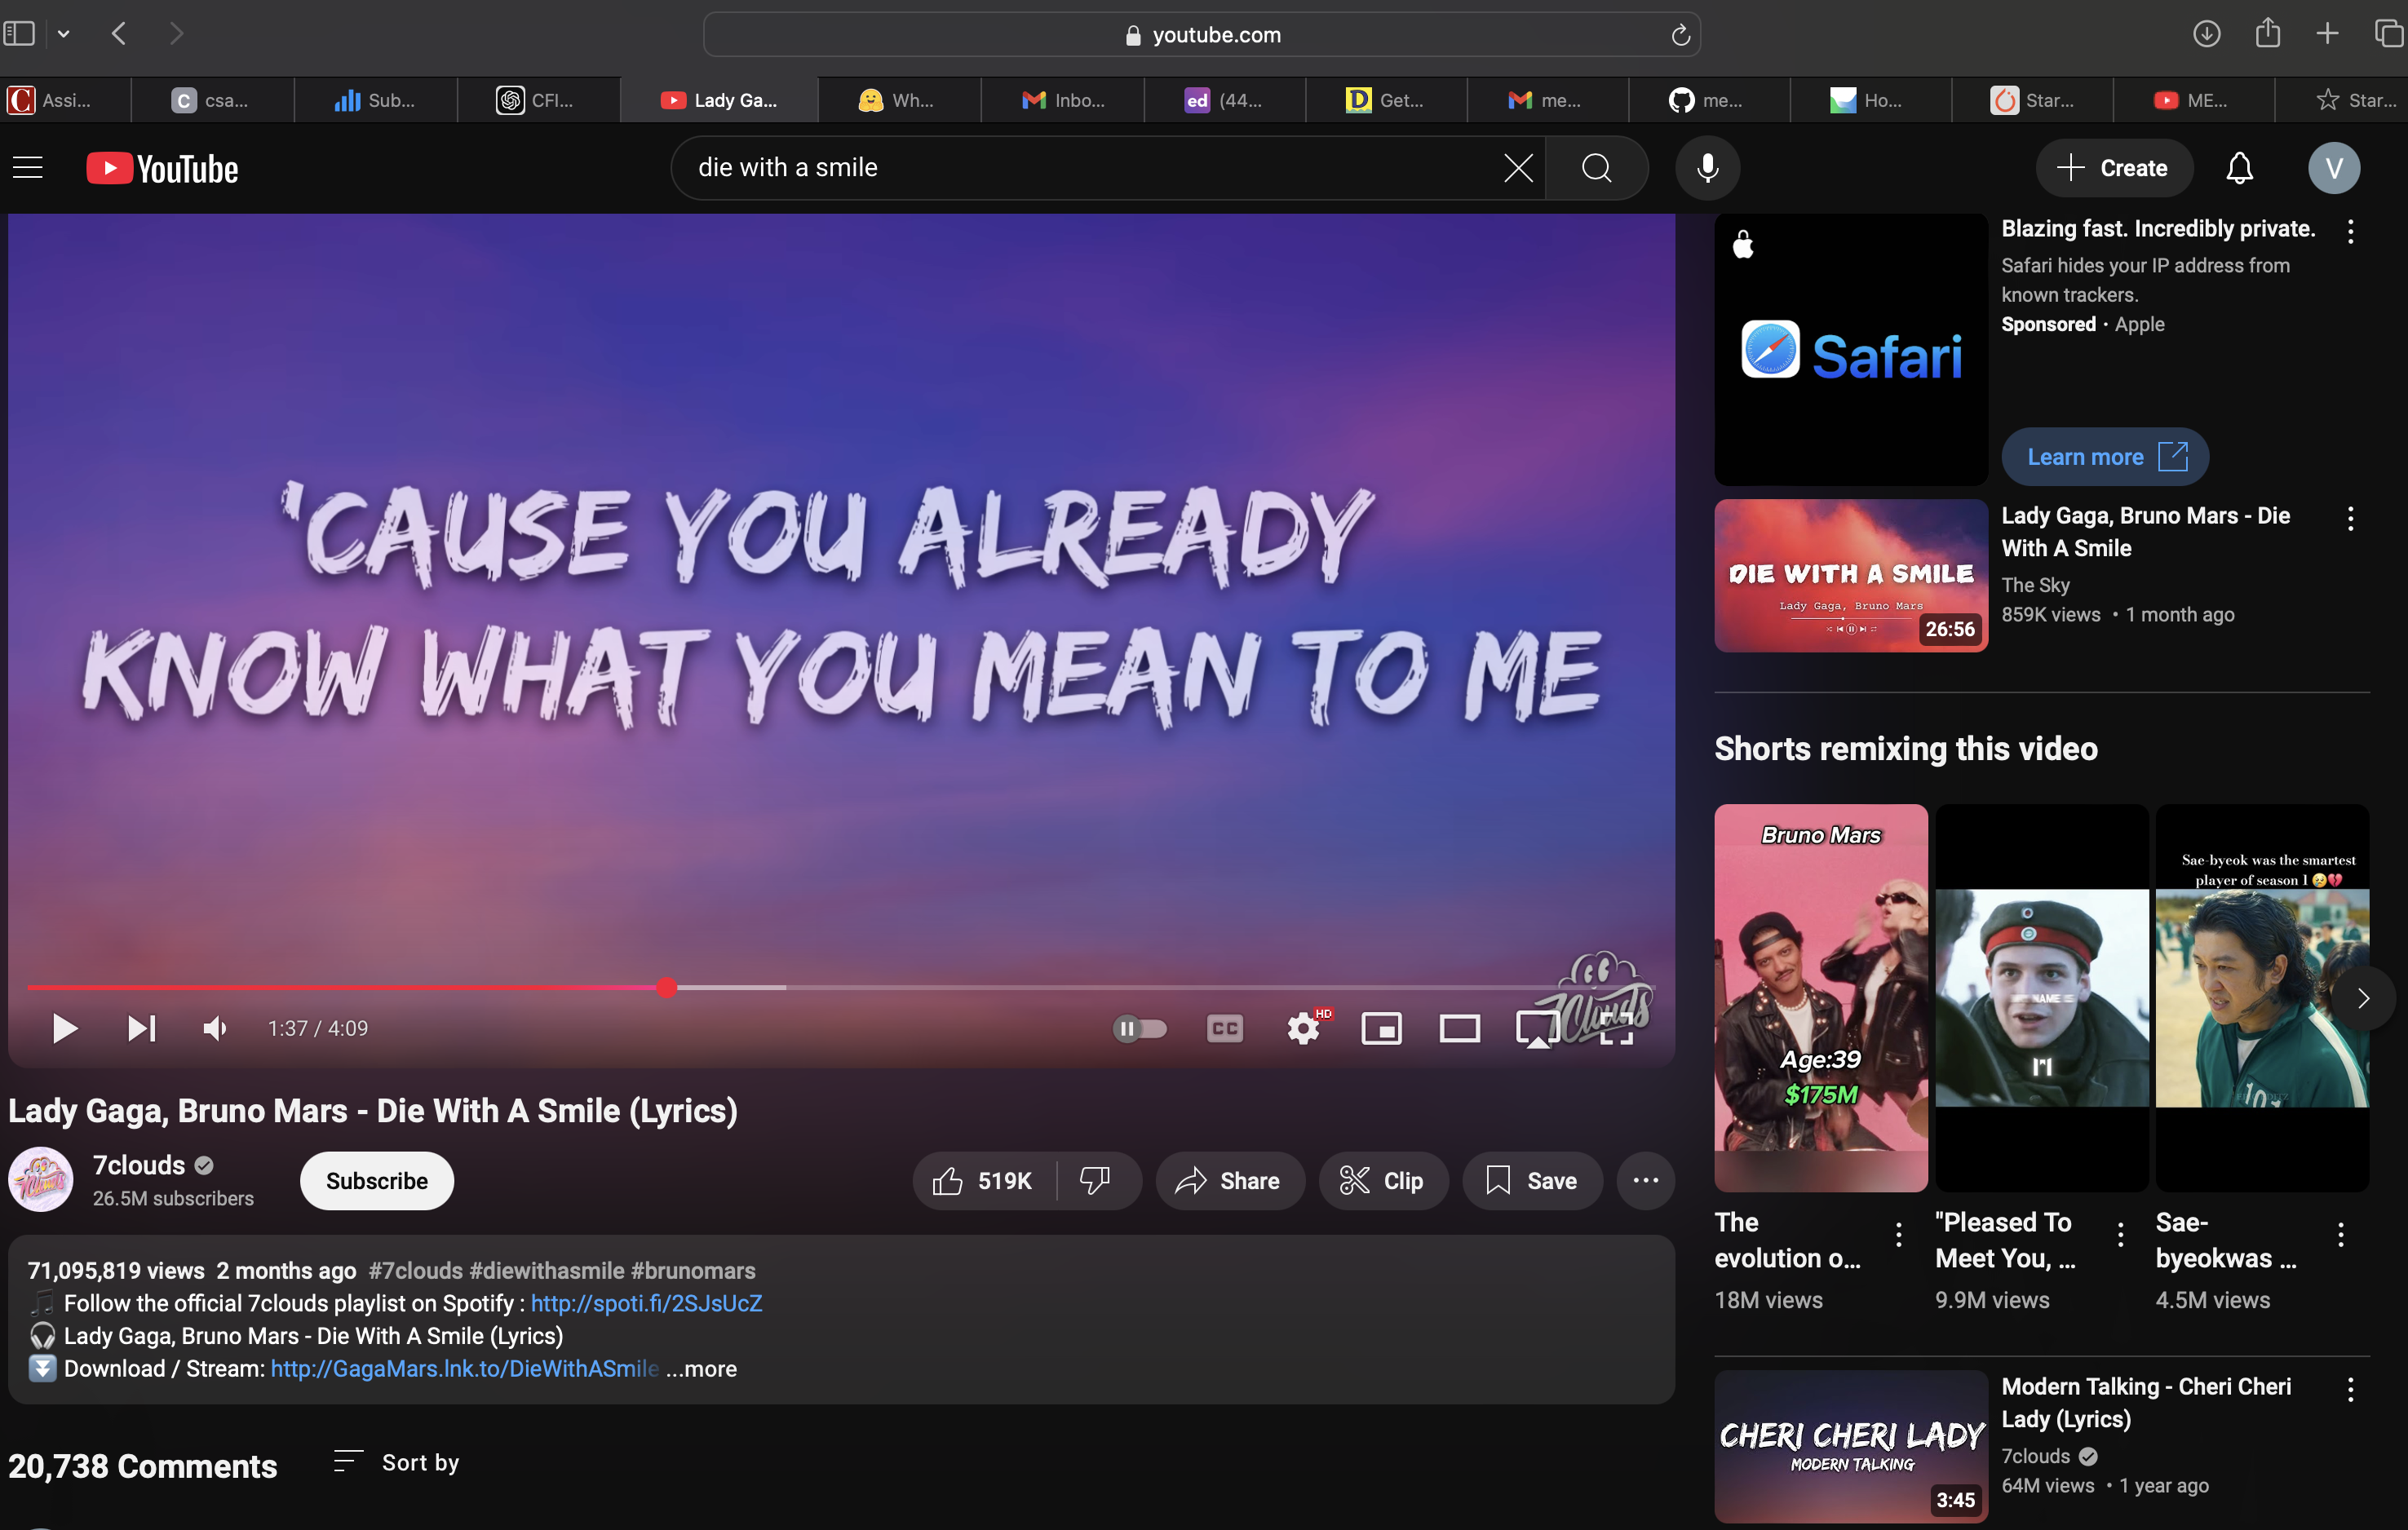 youtube.com
Assi...
csa...
Sub...
CFI...
Lady Ga...
Wh...
Inbo...
ed (44...
D Get...
me...
me...
Ho...
Star...
ME...
Star...
YouTube
die with a smile
Create
V
'CAUSE YOU ALREADY
KNOW WHAT YOU MEAN TO ME
7Clouds
1:37 / 4:09
CC
HD
Lady Gaga, Bruno Mars - Die With A Smile (Lyrics)
7clouds
26.5M subscribers
Subscribe
519K
Share
Clip
Save
71,095,819 views 2 months ago #7clouds #diewithasmile #brunomars
Follow the official 7clouds playlist on Spotify : http://spoti.fi/2SJsUcZ
Lady Gaga, Bruno Mars - Die With A Smile (Lyrics)
Download / Stream: http://GagaMars.lnk.to/DieWithASmile ...more
20,738 Comments
Sort by
Safari
Blazing fast. Incredibly private.
Safari hides your IP address from
known trackers.
Sponsored · Apple
Learn more
DIE WITH A SMILE
Lady Gaga, Bruno Mars
26:56
Lady Gaga, Bruno Mars - Die
With A Smile
The Sky
859K views • 1 month ago
Shorts remixing this video
Bruno Mars
Age:39
$175M
The
evolution o...
18M views
NAME
"Pleased To
Meet You, ...
9.9M views
Sae-byeok was the smartest
player of season 1 😢💔
Sae-
byeokwas ...
4.5M views
CHERI CHERI LADY
MODERN TALKING
3:45
Modern Talking - Cheri Cheri
Lady (Lyrics)
7clouds
64M views • 1 year ago